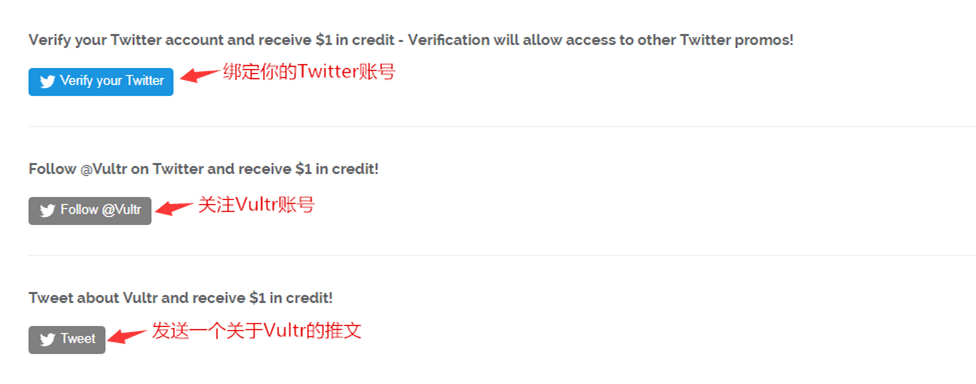 Verify your Twitter account and receive $1 in credit - Verification will allow access to other Twitter promos!
Verify your Twitter 绑定你的Twitter账号
Follow @Vultr on Twitter and receive $1 in credit!
Follow @Vultr 关注Vultr账号
Tweet about Vultr and receive $1 in credit!
Tweet 发送一个关于Vultr的推文